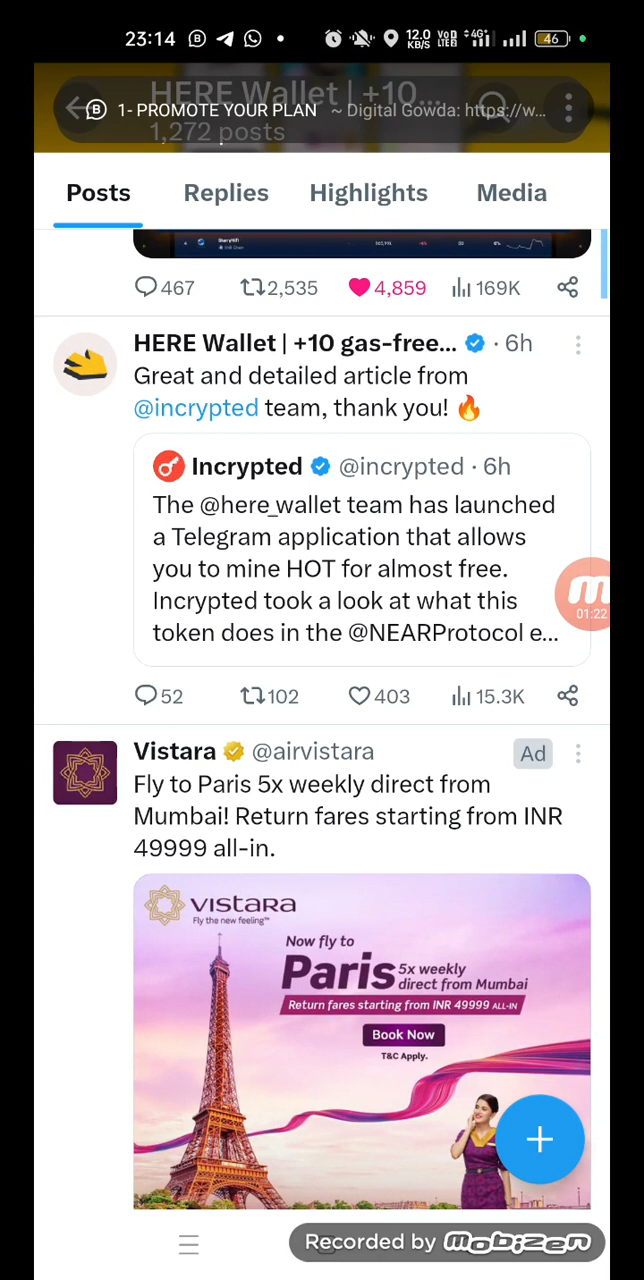 23:14
12.0
KB/S
4G
46
HERE Wallet | +10...
1- PROMOTE YOUR PLAN ~ Digital Gowda: https://w...
1,272 posts
Posts Replies Highlights Media
467 2,535 4,859 169K
HERE Wallet | +10 gas-free... · 6h
Great and detailed article from
@incrypted team, thank you! 🔥
Incrypted @incrypted · 6h
The @here_wallet team has launched
a Telegram application that allows
you to mine HOT for almost free.
Incrypted took a look at what this
token does in the @NEARProtocol e...
01:22
52 102 403 15.3K
Vistara @airvistara Ad
Fly to Paris 5x weekly direct from
Mumbai! Return fares starting from INR
49999 all-in.
VISTARA
Fly the new feeling™
Now fly to
Paris 5x weekly
direct from Mumbai
Return fares starting from INR 49999 ALL-IN
Book Now
T&C Apply.
Recorded by mobizen